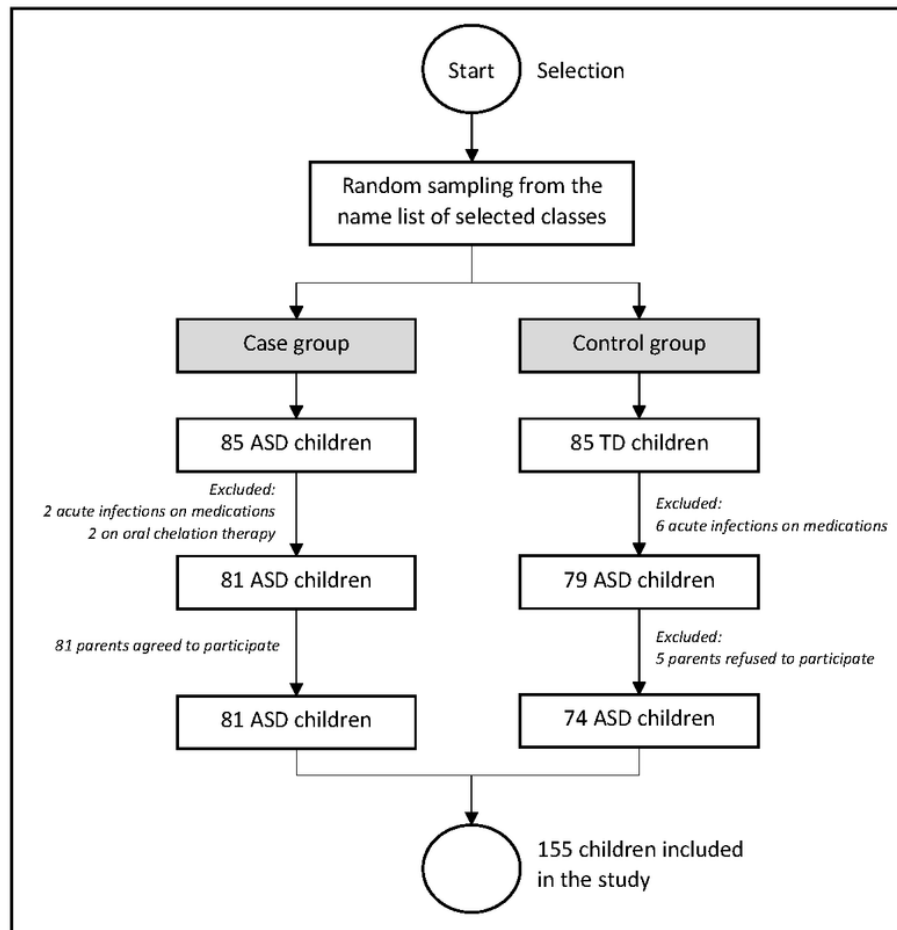 Start
Selection
Random sampling from the
name list of selected classes
Case group
Control group
85 ASD children
85 TD children
Excluded:
2 acute infections on medications
2 on oral chelation therapy
Excluded:
6 acute infections on medications
81 ASD children
79 ASD children
81 parents agreed to participate
Excluded:
5 parents refused to participate
81 ASD children
74 ASD children
155 children included
in the study